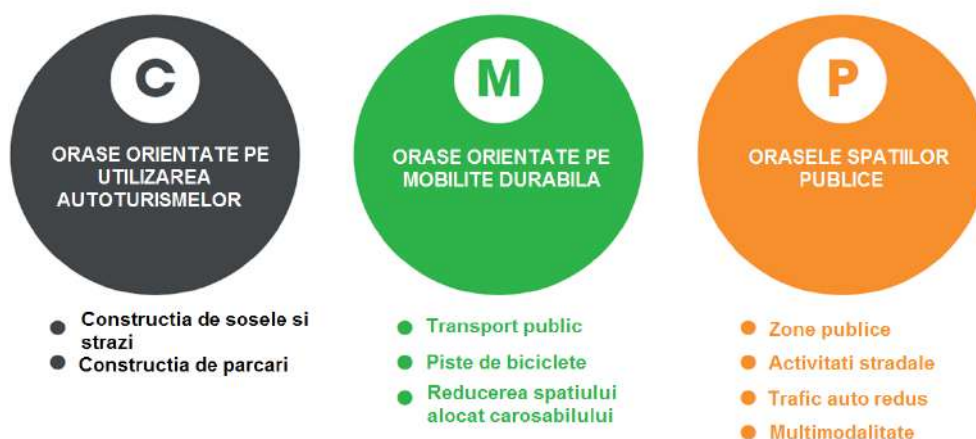 C
ORASE ORIENTATE PE
UTILIZAREA
AUTOTURISMELOR
Constructia de sosele si
strazi
Constructia de parcari
M
ORASE ORIENTATE PE
MOBILITE DURABILA
Transport public
Piste de biciclete
Reducerea spatiului
alocat carosabilului
P
ORASELE SPATIILOR
PUBLICE
Zone publice
Activitati stradale
Trafic auto redus
Multimodalitate